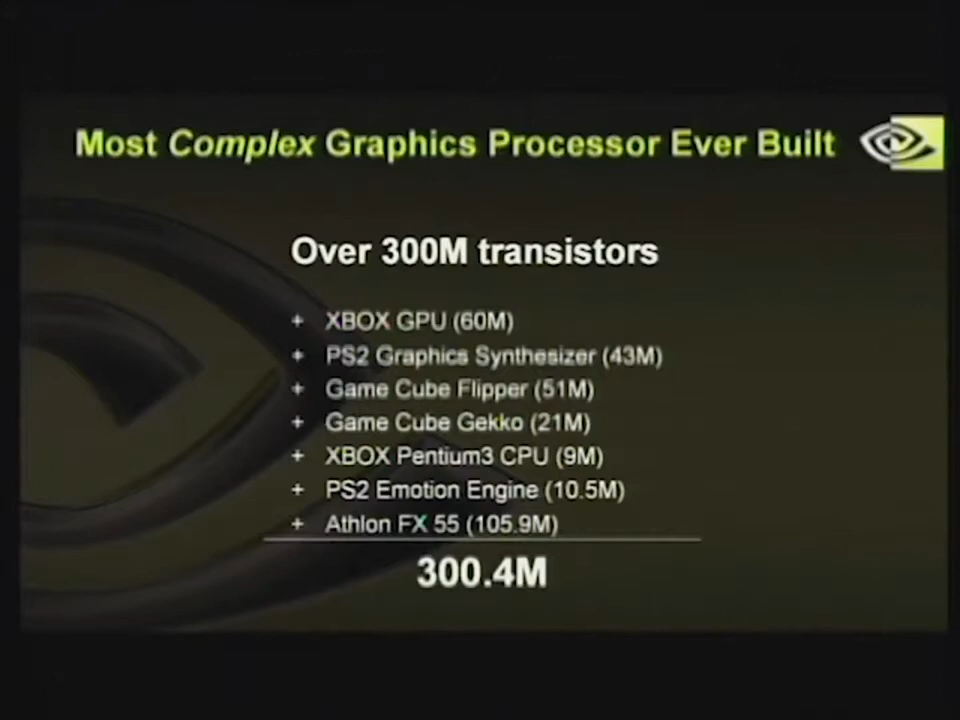 Most Complex Graphics Processor Ever Built
Over 300M transistors
+ XBOX GPU (60M)
+ PS2 Graphics Synthesizer (43M)
+ Game Cube Flipper (51M)
+ Game Cube Gekko (21M)
+ XBOX Pentium3 CPU (9M)
+ PS2 Emotion Engine (10.5M)
+ Athlon FX 55 (105.9M)
300.4M